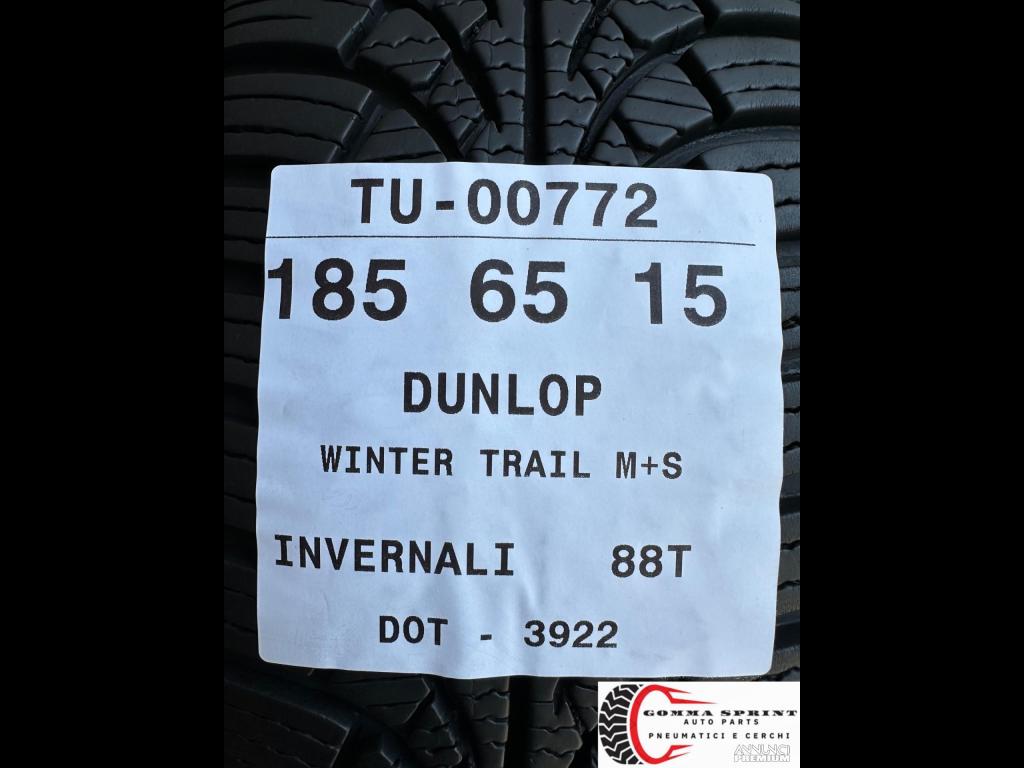 TU-00772
185 65 15
DUNLOP
WINTER TRAIL M+S
INVERNALI 88T
DOT - 3922
GOMMA SPRINT
AUTO PARTS
PNEUMATICI E CERCHI
ANNUNCI
PREMIUM